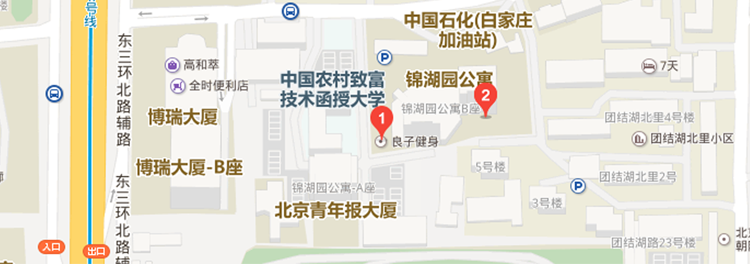 号线
东三环北路辅路
东三环北路辅路
高和萃
全时便利店
博瑞大厦
博瑞大厦-B座
中国农村致富
技术函授大学
中国石化(白家庄
加油站)
锦湖园公寓
锦湖园公寓B座
1
2
良子健身
锦湖园公寓-A座
北京青年报大厦
P
P
7天
团结湖北里4号楼
团结湖北里小区
团结湖北里2号
5号楼
3号楼
团结湖路23号楼
北京
朝阳
入口
出口